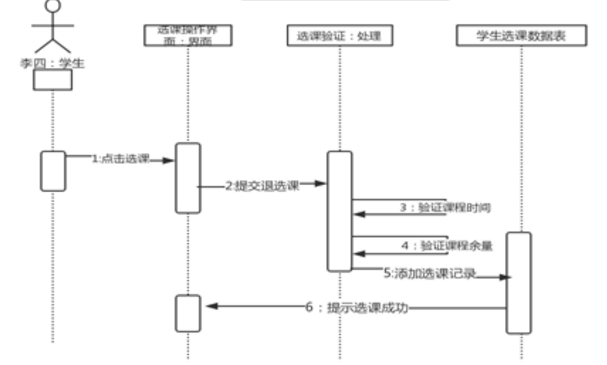 选课操作界
面：界面
选课验证：处理
学生选课数据表
李四：学生
1:点击选课
2:提交退选课
3：验证课程时间
4：验证课程余量
5:添加选课记录
6：提示选课成功